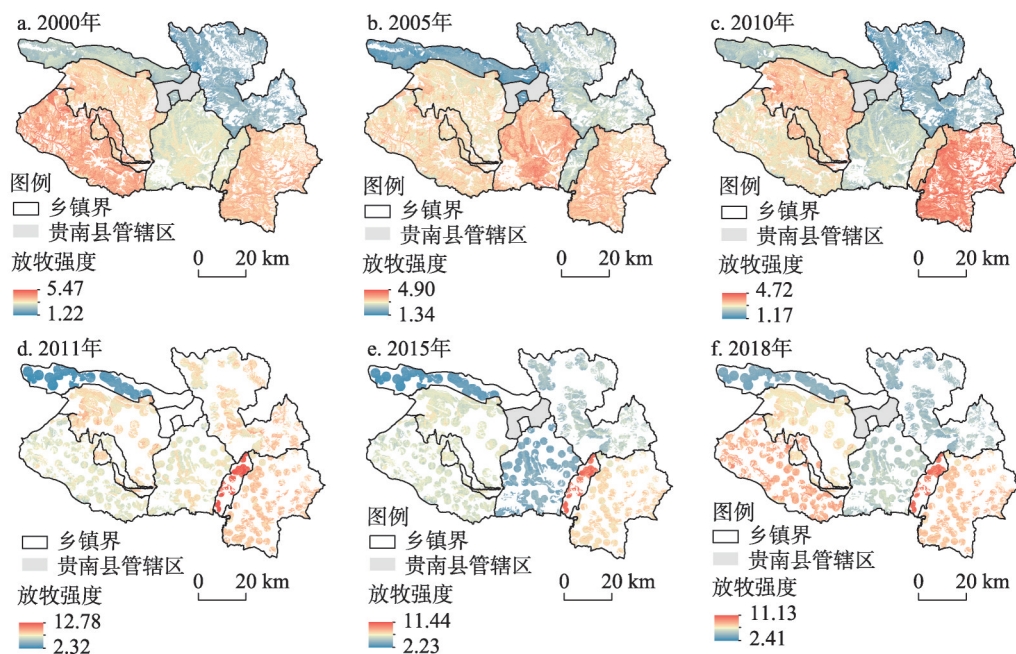 a. 2000年
图例
乡镇界
贵南县管辖区
放牧强度
5.47
1.22
0 20 km
b. 2005年
图例
乡镇界
贵南县管辖区
放牧强度
4.90
1.34
0 20 km
c. 2010年
图例
乡镇界
贵南县管辖区
放牧强度
4.72
1.17
0 20 km
d. 2011年
乡镇界
贵南县管辖区
放牧强度
12.78
2.32
0 20 km
e. 2015年
图例
乡镇界
贵南县管辖区
放牧强度
11.44
2.23
0 20 km
f. 2018年
图例
乡镇界
贵南县管辖区
放牧强度
11.13
2.41
0 20 km